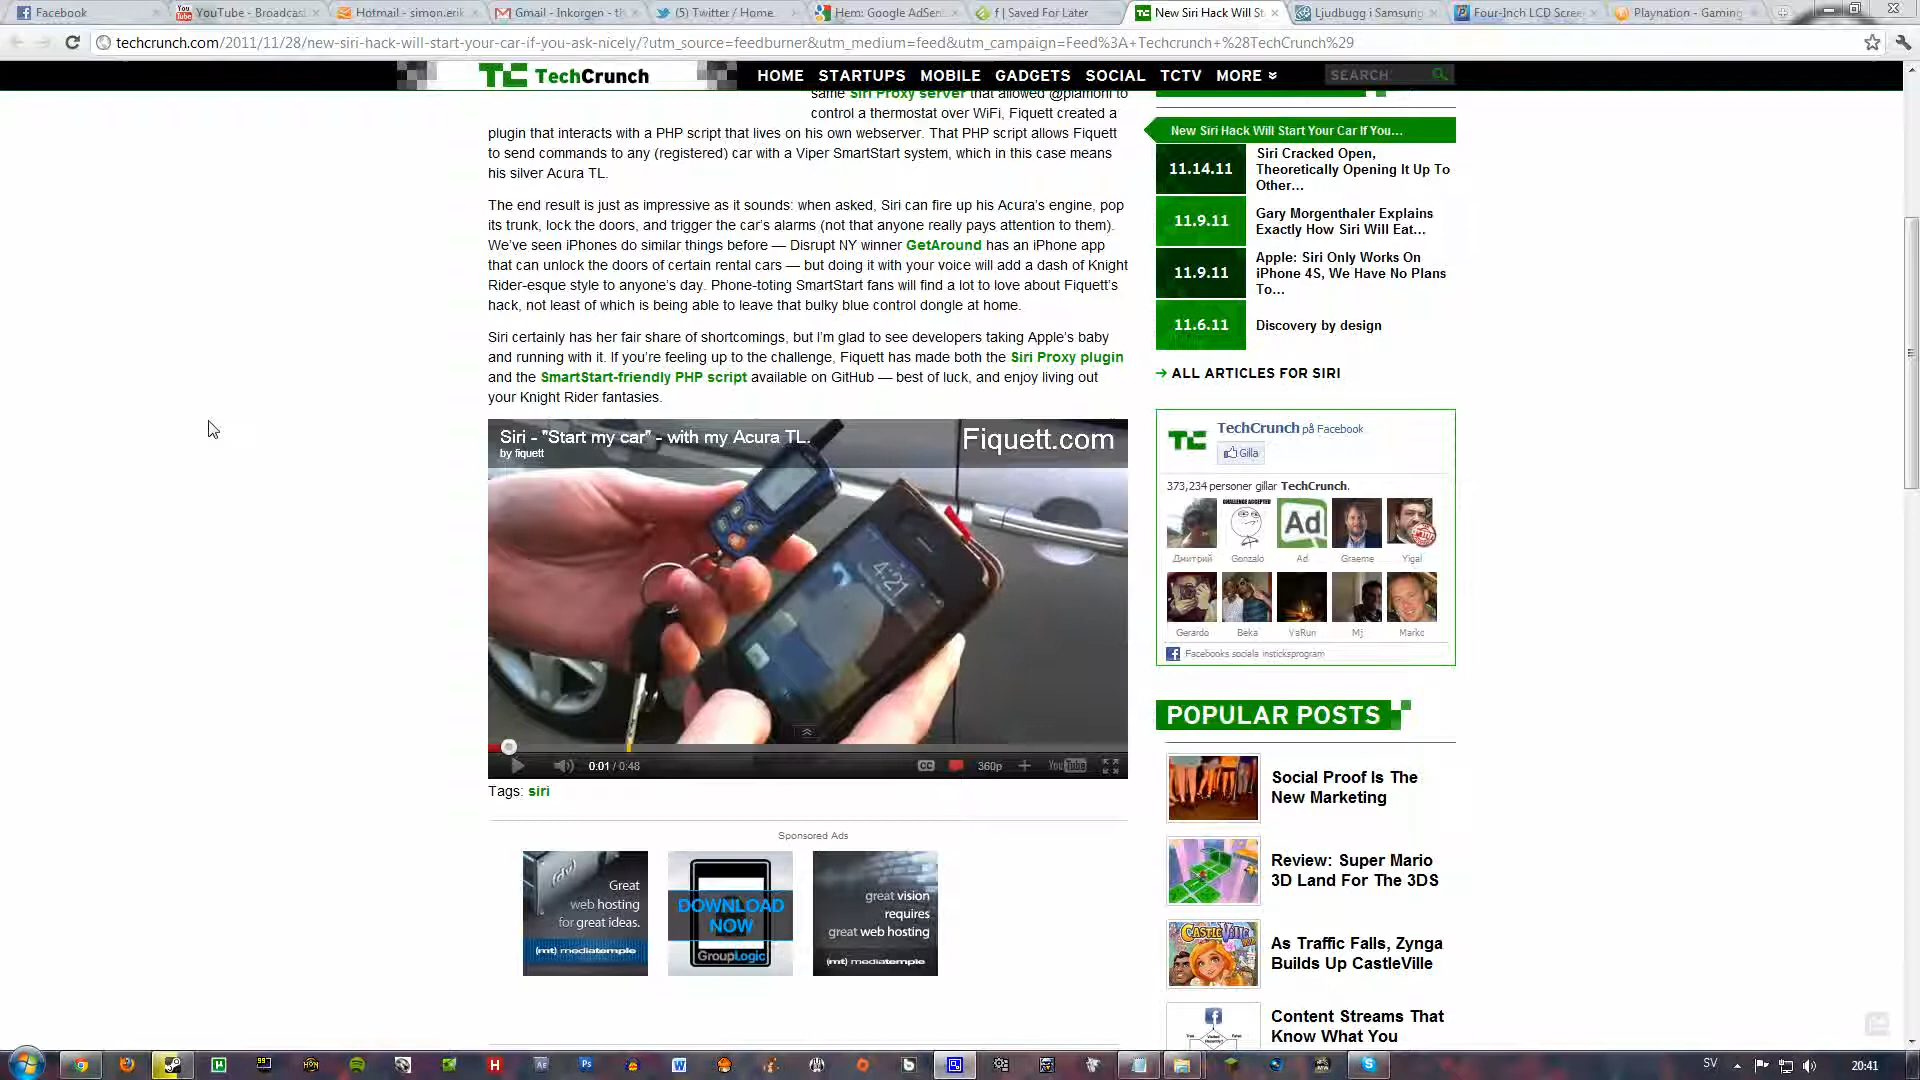 Facebook
YouTube - Broadcast
Hotmail - simon.erik
Gmail - Inkorgen - th
(5) Twitter / Home
Hem: Google AdSen
f | Saved For Later
New Siri Hack Will St
Ljudbugg i Samsung
Four-Inch LCD Scree
Playnation - Gaming
techcrunch.com/2011/11/28/new-siri-hack-will-start-your-car-if-you-ask-nicely/?utm_source=feedburner&utm_medium=feed&utm_campaign=Feed%3A+Techcrunch+%28TechCrunch%29
TC TechCrunch
HOME STARTUPS MOBILE GADGETS SOCIAL TCTV MORE
SEARCH
same Siri Proxy server that allowed @plamoni to
control a thermostat over WiFi, Fiquett created a
plugin that interacts with a PHP script that lives on his own webserver. That PHP script allows Fiquett
to send commands to any (registered) car with a Viper SmartStart system, which in this case means
his silver Acura TL.
The end result is just as impressive as it sounds: when asked, Siri can fire up his Acura's engine, pop
its trunk, lock the doors, and trigger the car's alarms (not that anyone really pays attention to them).
We've seen iPhones do similar things before — Disrupt NY winner GetAround has an iPhone app
that can unlock the doors of certain rental cars — but doing it with your voice will add a dash of Knight
Rider-esque style to anyone's day. Phone-toting SmartStart fans will find a lot to love about Fiquett's
hack, not least of which is being able to leave that bulky blue control dongle at home.
Siri certainly has her fair share of shortcomings, but I'm glad to see developers taking Apple's baby
and running with it. If you're feeling up to the challenge, Fiquett has made both the Siri Proxy plugin
and the SmartStart-friendly PHP script available on GitHub — best of luck, and enjoy living out
your Knight Rider fantasies.
Siri - "Start my car" - with my Acura TL.
by fiquett
Fiquett.com
4:21
0:01 / 0:48
CC
360p
YouTube
Tags: siri
Sponsored Ads
(dv)
Great
web hosting
for great ideas.
(mt) mediatemple
DOWNLOAD
NOW
GroupLogic
great vision
requires
great web hosting
(mt) mediatemple
New Siri Hack Will Start Your Car If You...
11.14.11
Siri Cracked Open,
Theoretically Opening It Up To
Other...
11.9.11
Gary Morgenthaler Explains
Exactly How Siri Will Eat...
11.9.11
Apple: Siri Only Works On
iPhone 4S, We Have No Plans
To...
11.6.11
Discovery by design
ALL ARTICLES FOR SIRI
TechCrunch på Facebook
Gilla
373,234 personer gillar TechCrunch.
CHALLENGE ACCEPTED
Ad
Дмитрий
Gonzalo
Ad
Graeme
Yigal
Gerardo
Beka
VaRun
Mj
Marko
Facebooks sociala insticksprogram
POPULAR POSTS
Social Proof Is The
New Marketing
Review: Super Mario
3D Land For The 3DS
CASTLEVILLE
As Traffic Falls, Zynga
Builds Up CastleVille
Content Streams That
Know What You
SV
20:41